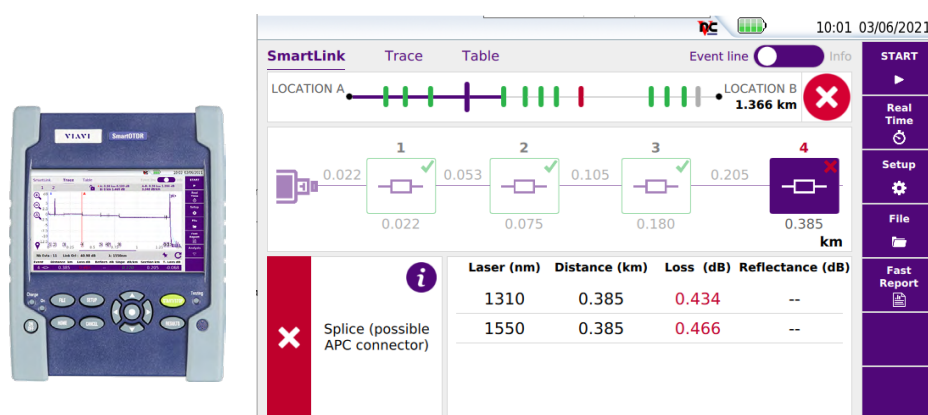 VIAVI SmartOTDR
SmartLink Trace Table
FILE SETUP
HOME CANCEL RESULTS
10:01 03/06/2021
SmartLink Trace Table Event line Info
LOCATION A LOCATION B
1.366 km
1 2 3 4
0.022 0.053 0.105 0.205
0.022 0.075 0.180 0.385
km
Splice (possible
APC connector)
Laser (nm) Distance (km) Loss (dB) Reflectance (dB)
1310 0.385 0.434 --
1550 0.385 0.466 --
START
Real
Time
Setup
File
Fast
Report